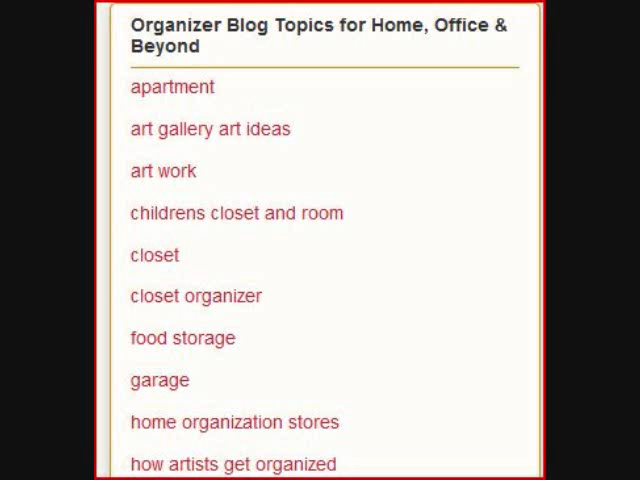 Organizer Blog Topics for Home, Office &
Beyond
apartment
art gallery art ideas
art work
childrens closet and room
closet
closet organizer
food storage
garage
home organization stores
how artists get organized